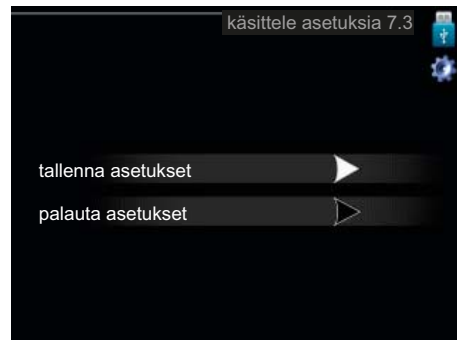 käsittele asetuksia 7.3
tallenna asetukset
palauta asetukset